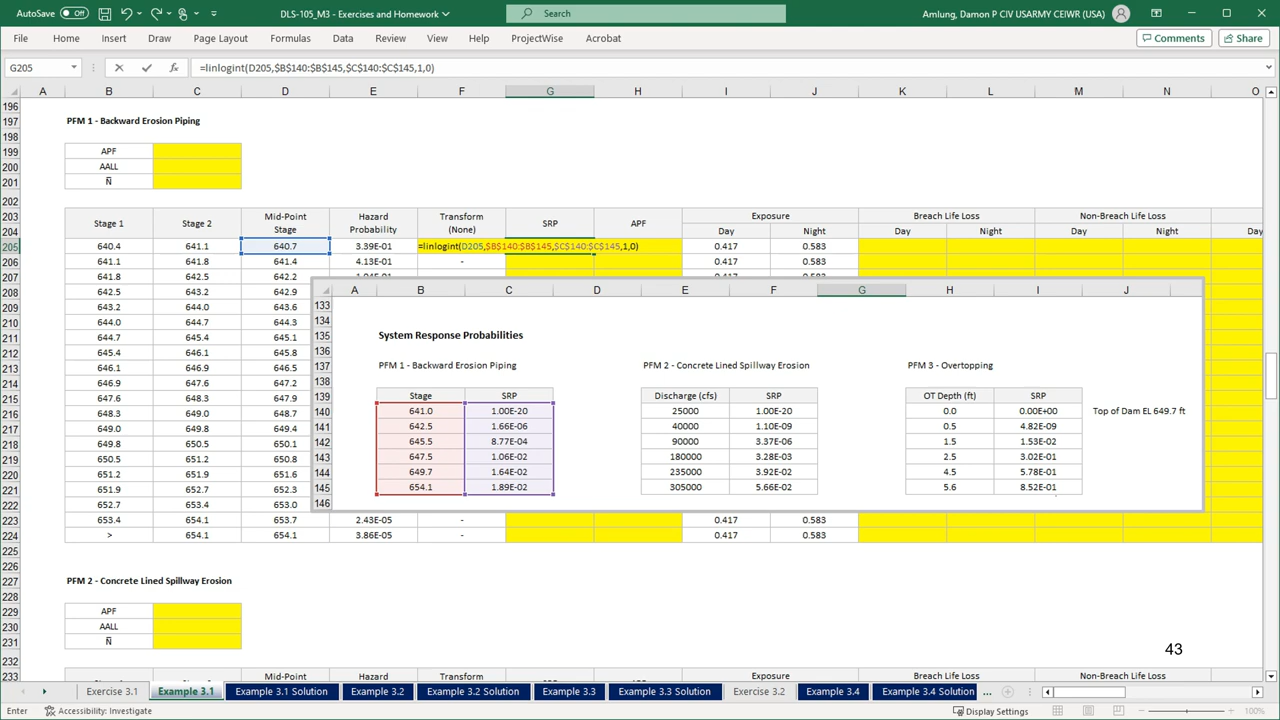 AutoSave Off DLS-105_M3 - Exercises and Homework Search Amlung, Damon P CIV USARMY CEIWR (USA)
File Home Insert Draw Page Layout Formulas Data Review View Help ProjectWise Acrobat Comments Share
G205 fx =linlogint(D205,$B$140:$B$145,$C$140:$C$145,1,0)
A B C D E F G H I J K L M N O
196
197 PFM 1 - Backward Erosion Piping
198
199 APF
200 AALL
201 N̄
202
203 Stage 1 Stage 2 Mid-Point Stage Hazard Probability Transform (None) SRP APF Exposure Breach Life Loss Non-Breach Life Loss
204 Day Night Day Night Day Night
205 640.4 641.1 640.7 3.39E-01 =linlogint(D205,$B$140:$B$145,$C$140:$C$145,1,0) 0.417 0.583
206 641.1 641.8 641.4 4.13E-01 - 0.417 0.583
207 641.8 642.5 642.2
208 642.5 643.2 642.9
209 643.2 644.0 643.6
210 644.0 644.7 644.3
211 644.7 645.4 645.1
212 645.4 646.1 645.8
213 646.1 646.9 646.5
214 646.9 647.6 647.2
215 647.6 648.3 647.9
216 648.3 649.0 648.7
217 649.0 649.8 649.4
218 649.8 650.5 650.1
219 650.5 651.2 650.8
220 651.2 651.9 651.6
221 651.9 652.7 652.3
222 652.7 653.4 653.0
223 653.4 654.1 653.7 2.43E-05 - 0.417 0.583
224 > 654.1 654.1 3.86E-05 - 0.417 0.583
225
226
227 PFM 2 - Concrete Lined Spillway Erosion
228
229 APF
230 AALL
231 N̄
232
233 Exposure Breach Life Loss Non-Breach Life Loss
A B C D E F G H I J
133
134
135 System Response Probabilities
136
137 PFM 1 - Backward Erosion Piping PFM 2 - Concrete Lined Spillway Erosion PFM 3 - Overtopping
138
139 Stage SRP Discharge (cfs) SRP OT Depth (ft) SRP
140 641.0 1.00E-20 25000 1.00E-20 0.0 0.00E+00 Top of Dam EL 649.7 ft
141 642.5 1.66E-06 40000 1.10E-09 0.5 4.82E-09
142 645.5 8.77E-04 90000 3.37E-06 1.5 1.53E-02
143 647.5 1.06E-02 180000 3.28E-03 2.5 3.02E-01
144 649.7 1.64E-02 235000 3.92E-02 4.5 5.78E-01
145 654.1 1.89E-02 305000 5.66E-02 5.6 8.52E-01
146
43
Exercise 3.1 Example 3.1 Example 3.1 Solution Example 3.2 Example 3.2 Solution Example 3.3 Example 3.3 Solution Exercise 3.2 Example 3.4 Example 3.4 Solution ...
Enter Accessibility: Investigate Display Settings 100%